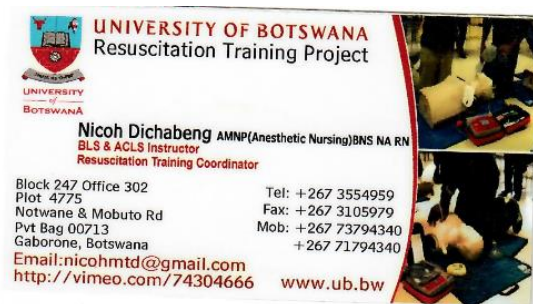 UNIVERSITY OF BOTSWANA
Resuscitation Training Project
UNIVERSITY
of
BOTSWANA
Nicoh Dichabeng AMNP(Anesthetic Nursing)BNS NA RN
BLS & ACLS Instructor
Resuscitation Training Coordinator
Block 247 Office 302
Plot 4775
Notwane & Mobuto Rd
Pvt Bag 00713
Gaborone, Botswana
Tel: +267 3554959
Fax: +267 3105979
Mob: +267 73794340
+267 71794340
Email:nicohmtd@gmail.com
http://vimeo.com/74304666 www.ub.bw